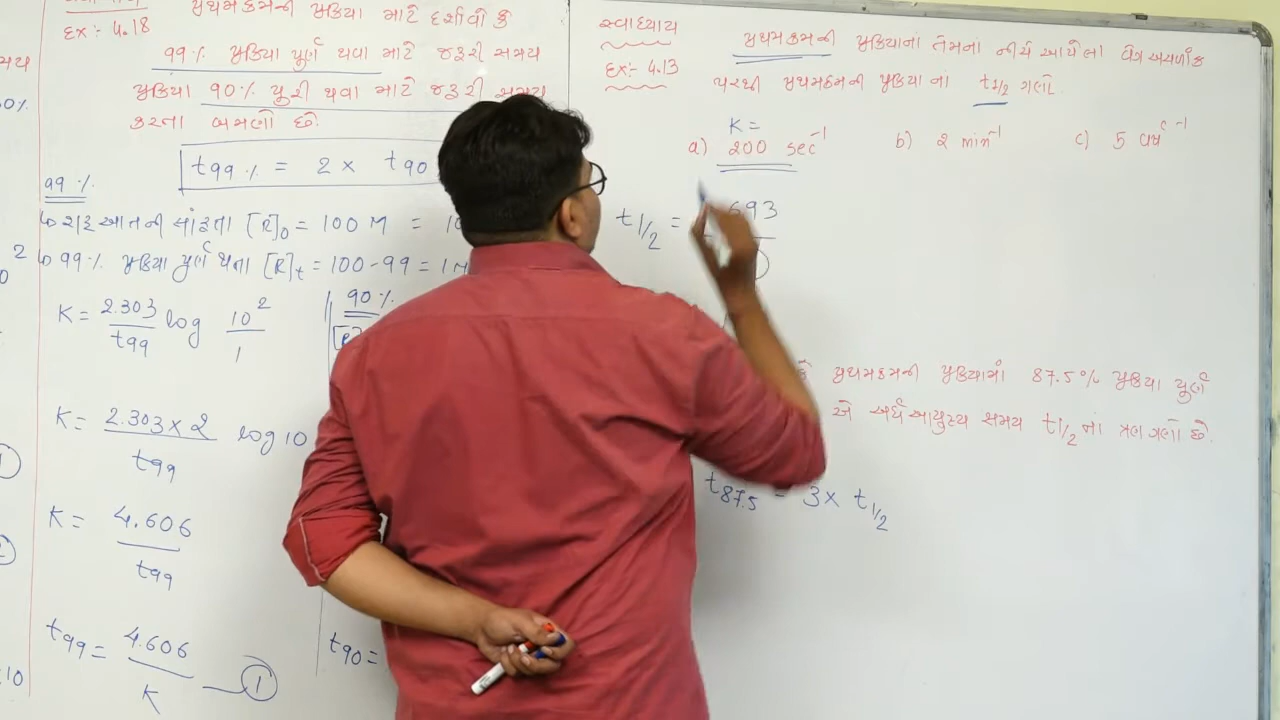 Ex:- 4.18
પ્રથમક્રમની પ્રક્રિયા માટે દર્શાવો કે
99% પ્રક્રિયા પૂર્ણ થવા માટે જરૂરી સમય
પ્રક્રિયા 90% પૂરી થવા માટે જરૂરી સમય
કરતા બમણો છે.
t99% = 2 × t90
99%
↳ શરૂઆતની સાંદ્રતા [R]0 = 100 M = 10
↳ 99% પ્રક્રિયા પૂર્ણ થતા [R]t = 100-99 = 1M
K = 2.303/t99 log 10²/1
90%
K = 2.303×2/t99 log 10
K = 4.606/t99
t99 = 4.606/K —①
t90 =
સ્વાધ્યાય
Ex:- 4.13
પ્રથમક્રમની પ્રક્રિયાનાં તેમનાં નીચે આપેલા વેગ અચળાંક
પરથી પ્રથમક્રમની પ્રક્રિયા નાં t1/2 ગણો.
K =
a) 200 sec⁻¹ b) 2 min⁻¹ c) 5 વર્ષ⁻¹
t1/2 = 693
પ્રથમક્રમની પ્રક્રિયામાં 87.5% પ્રક્રિયા પૂર્ણ
એ અર્ધઆયુષ્ય સમય t1/2 નાં ત્રણ ગણો છે.
t87.5 = 3× t1/2